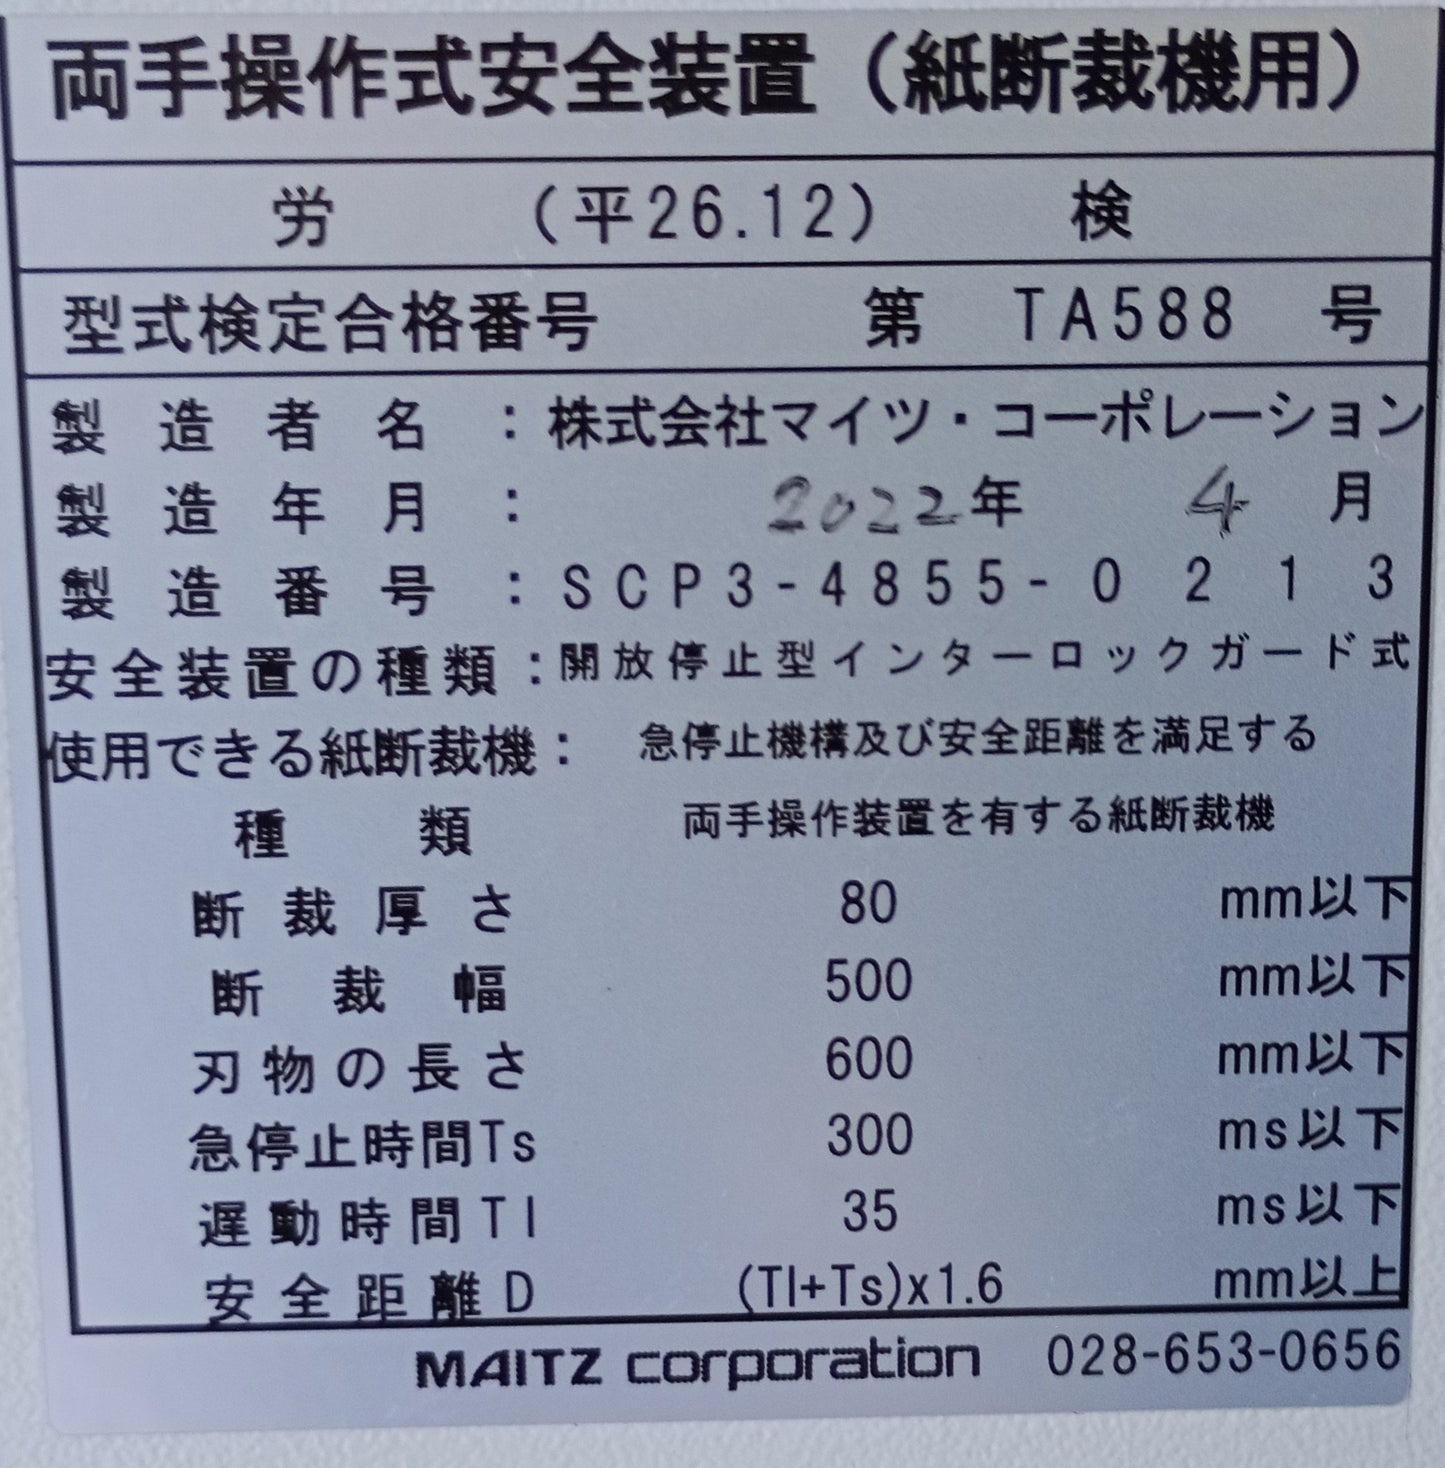 両手操作式安全装置（紙断裁機用）
労 （平26.12） 検
型式検定合格番号 第 TA588 号
製造者名：株式会社マイツ・コーポレーション
製造年月： 2022年 4月
製造番号：SCP3-4855-0213
安全装置の種類：開放停止型インターロックガード式
使用できる紙断裁機： 急停止機構及び安全距離を満足する
種類 両手操作装置を有する紙断裁機
断裁厚さ 80 mm以下
断裁幅 500 mm以下
刃物の長さ 600 mm以下
急停止時間Ts 300 ms以下
遅動時間Tl 35 ms以下
安全距離D (Tl+Ts)x1.6 mm以上
MAITZ corporation 028-653-0656